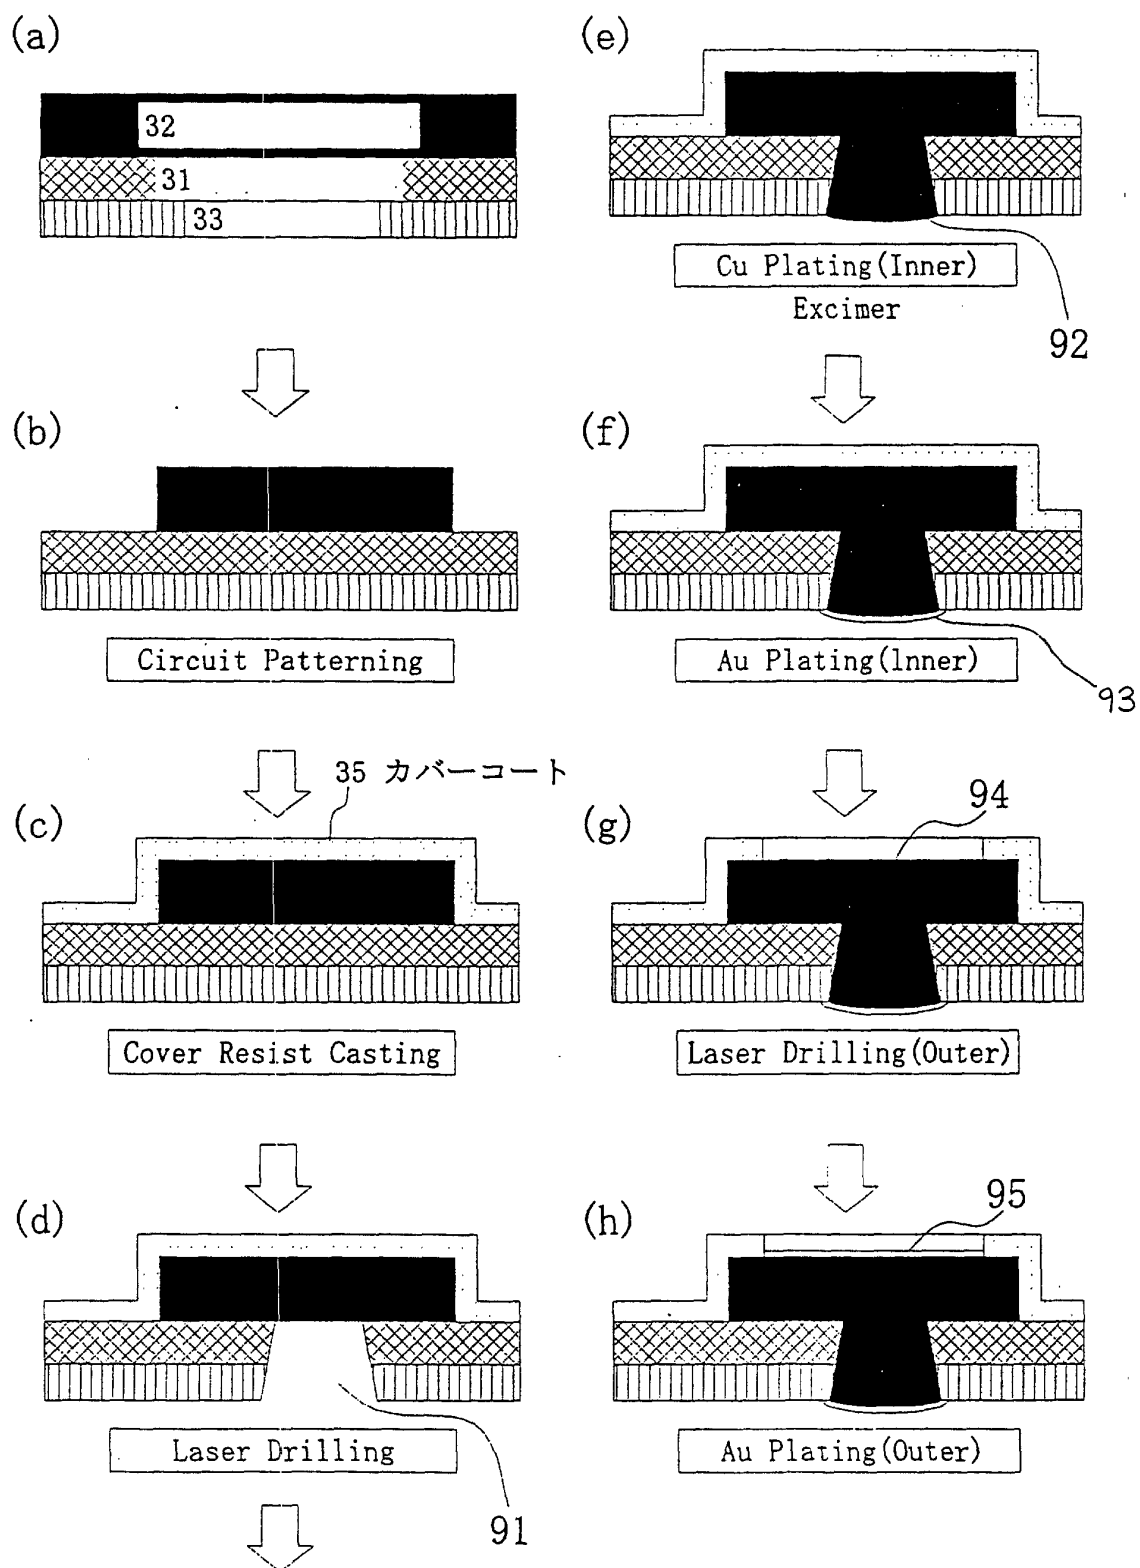 (a)
32
31
33
(b)
Circuit Patterning
35 カバーコート
(c)
Cover Resist Casting
(d)
Laser Drilling
91
(e)
Cu Plating(Inner)
Excimer
92
(f)
Au Plating(lnner)
93
94
(g)
Laser Drilling(Outer)
95
(h)
Au Plating(Outer)